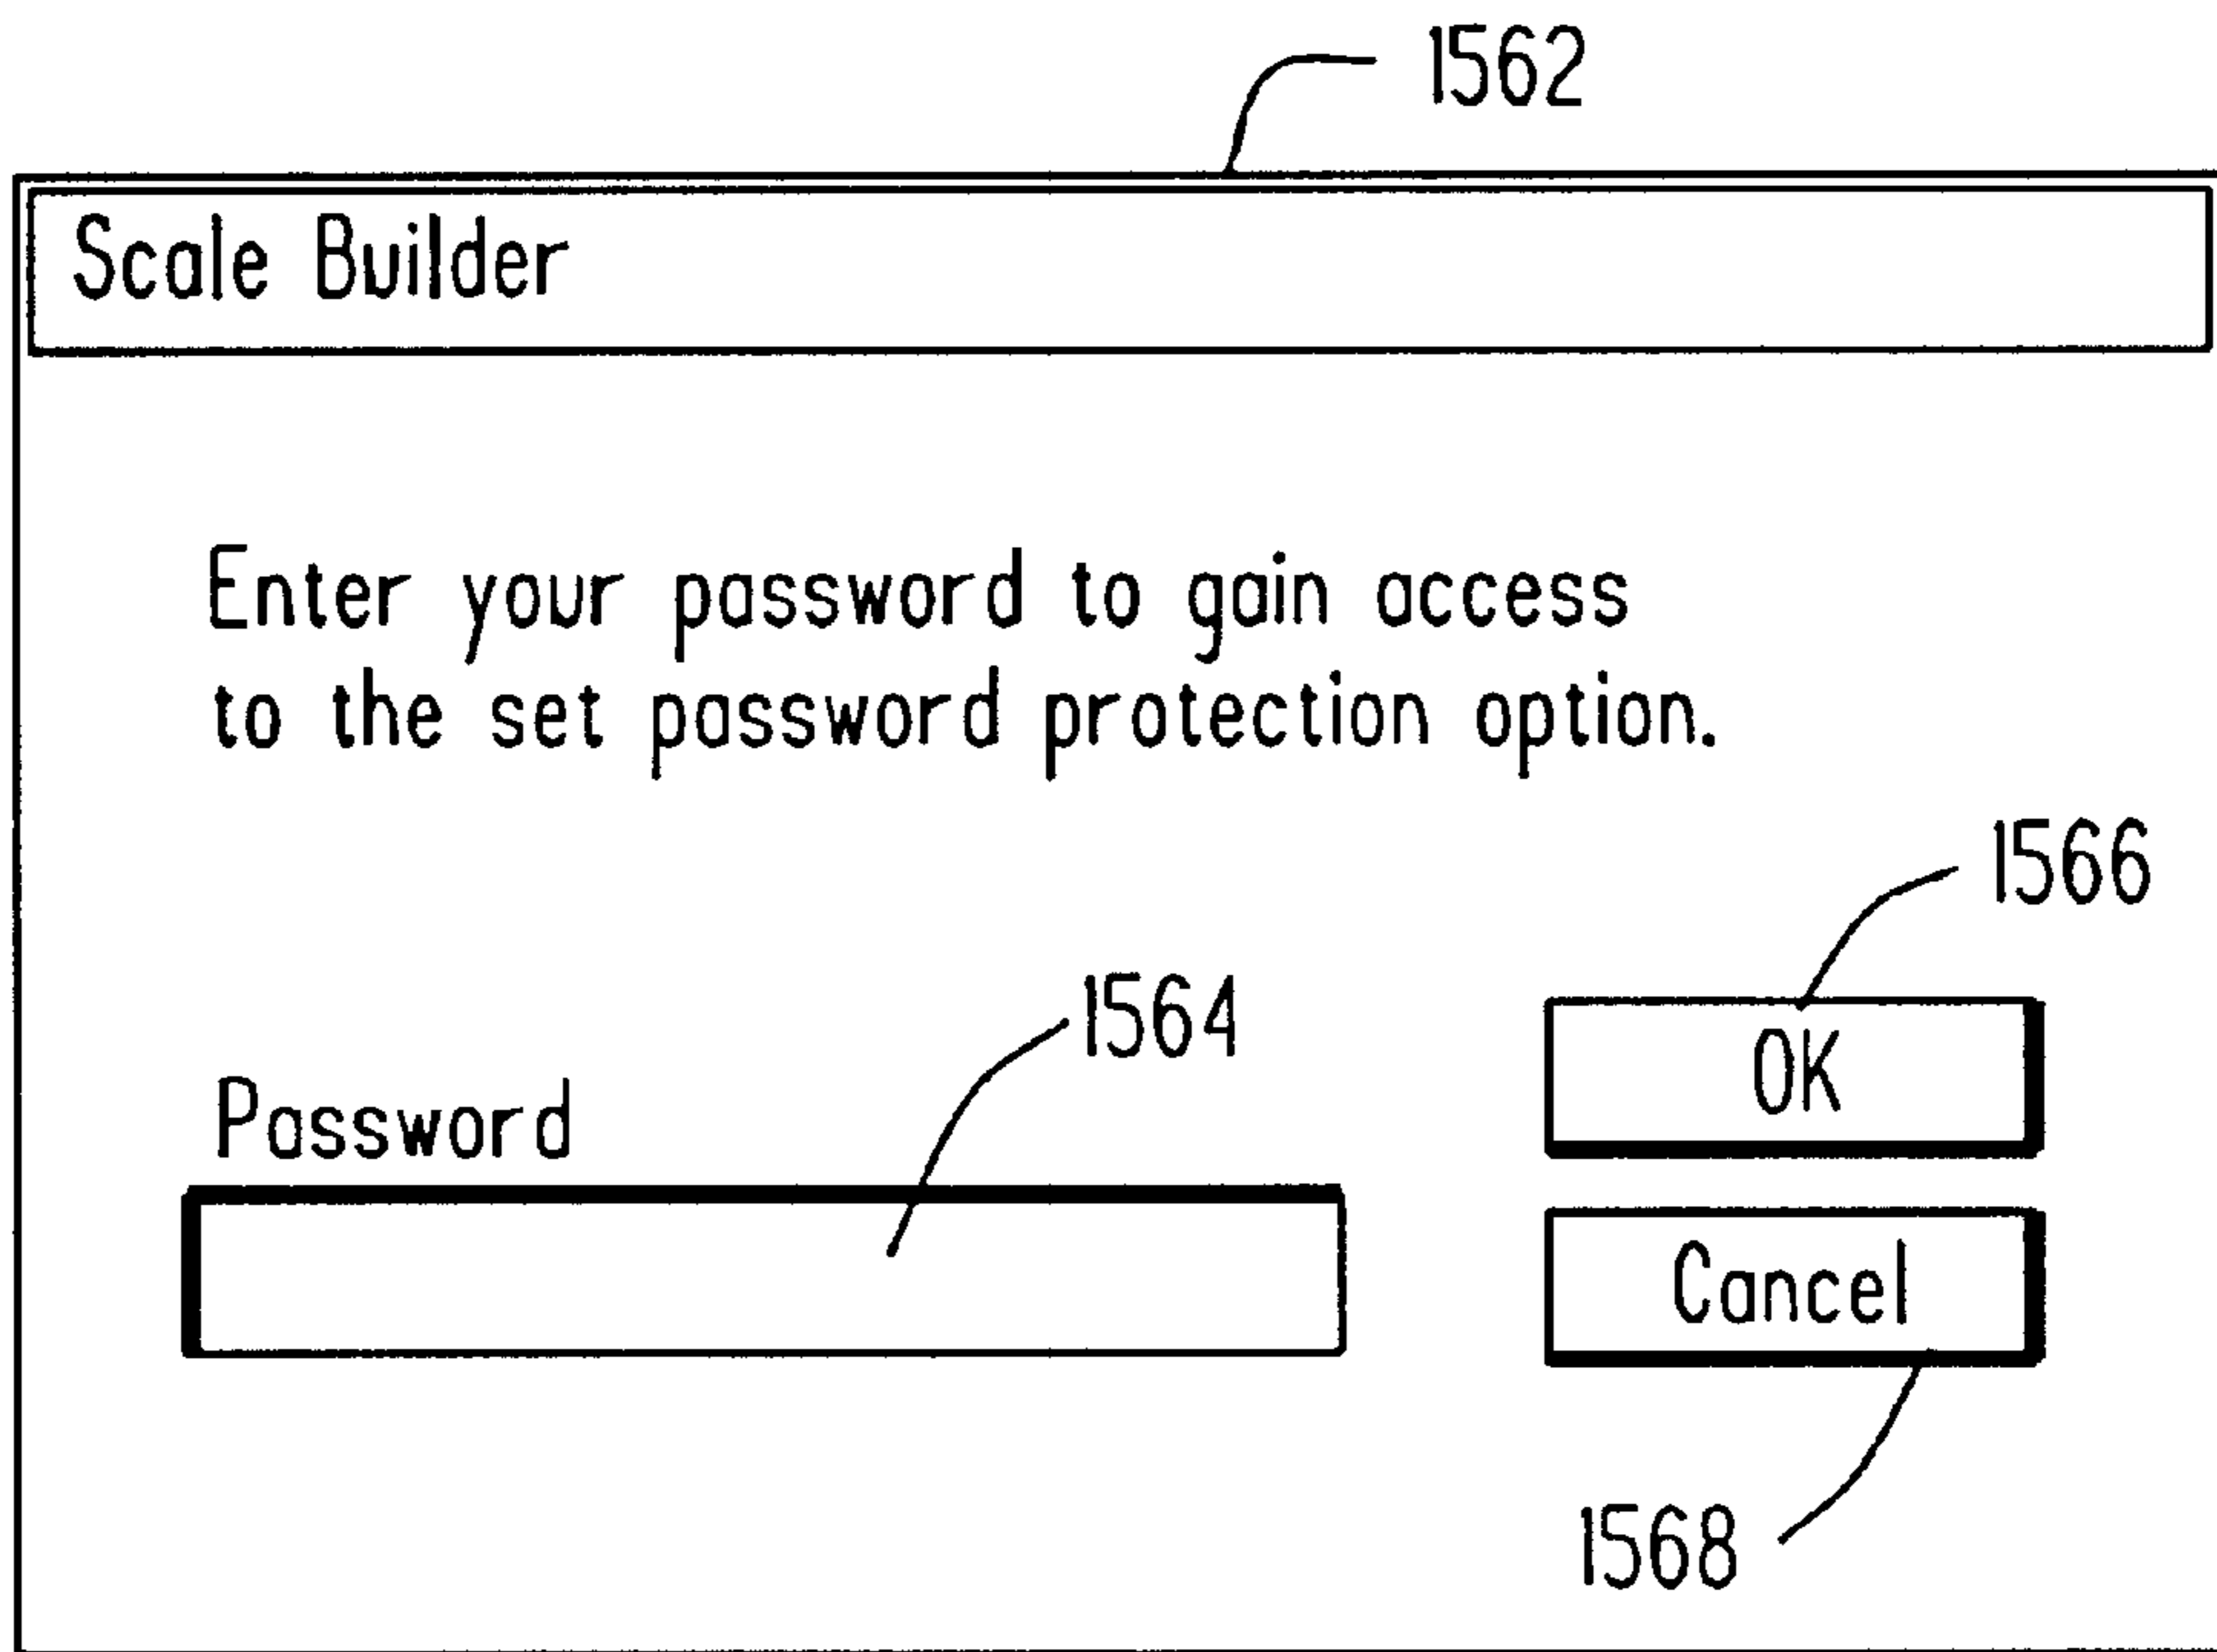 1562
Scale Builder
Enter your password to gain access
to the set password protection option.
1566
1564
OK
Password
Cancel
1568